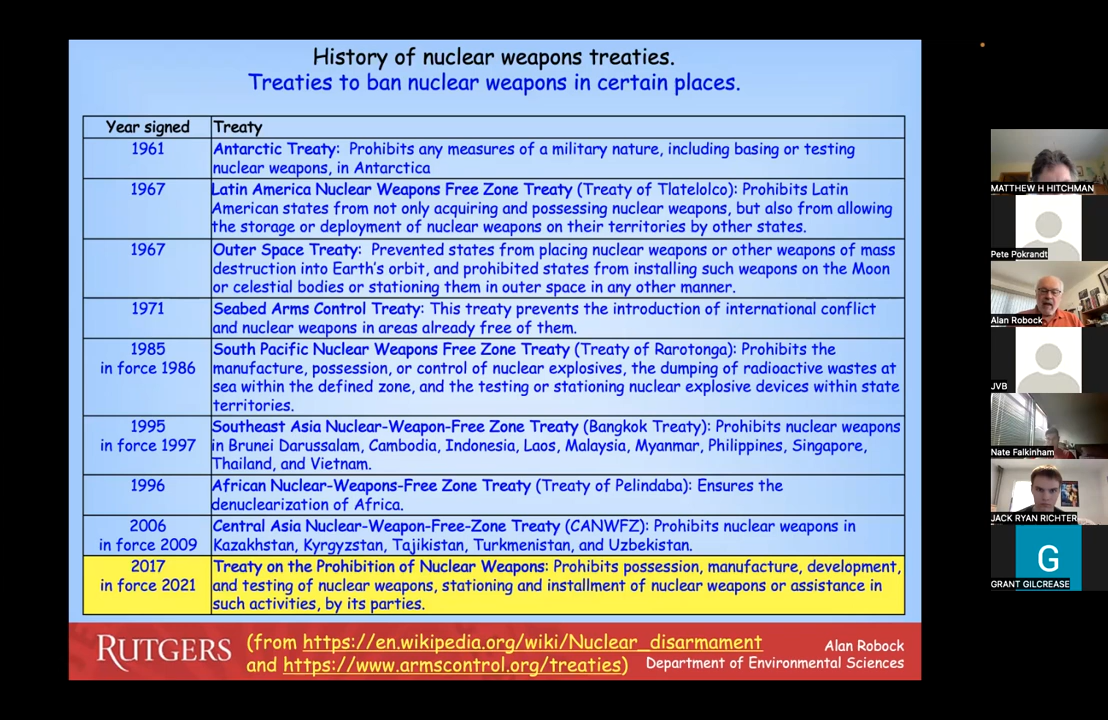 History of nuclear weapons treaties.
Treaties to ban nuclear weapons in certain places.
Year signed Treaty
1961 Antarctic Treaty: Prohibits any measures of a military nature, including basing or testing
nuclear weapons, in Antarctica
1967 Latin America Nuclear Weapons Free Zone Treaty (Treaty of Tlatelolco): Prohibits Latin
American states from not only acquiring and possessing nuclear weapons, but also from allowing
the storage or deployment of nuclear weapons on their territories by other states.
1967 Outer Space Treaty: Prevented states from placing nuclear weapons or other weapons of mass
destruction into Earth's orbit, and prohibited states from installing such weapons on the Moon
or celestial bodies or stationing them in outer space in any other manner.
1971 Seabed Arms Control Treaty: This treaty prevents the introduction of international conflict
and nuclear weapons in areas already free of them.
1985 South Pacific Nuclear Weapons Free Zone Treaty (Treaty of Rarotonga): Prohibits the
in force 1986 manufacture, possession, or control of nuclear explosives, the dumping of radioactive wastes at
sea within the defined zone, and the testing or stationing nuclear explosive devices within state
territories.
1995 Southeast Asia Nuclear-Weapon-Free Zone Treaty (Bangkok Treaty): Prohibits nuclear weapons
in force 1997 in Brunei Darussalam, Cambodia, Indonesia, Laos, Malaysia, Myanmar, Philippines, Singapore,
Thailand, and Vietnam.
1996 African Nuclear-Weapons-Free Zone Treaty (Treaty of Pelindaba): Ensures the
denuclearization of Africa.
2006 Central Asia Nuclear-Weapon-Free-Zone Treaty (CANWFZ): Prohibits nuclear weapons in
in force 2009 Kazakhstan, Kyrgyzstan, Tajikistan, Turkmenistan, and Uzbekistan.
2017 Treaty on the Prohibition of Nuclear Weapons: Prohibits possession, manufacture, development,
in force 2021 and testing of nuclear weapons, stationing and installment of nuclear weapons or assistance in
such activities, by its parties.
RUTGERS
(from https://en.wikipedia.org/wiki/Nuclear_disarmament
and https://www.armscontrol.org/treaties)
Alan Robock
Department of Environmental Sciences
MATTHEW H HITCHMAN
Pete Pokrandt
Alan Robock
JVB
Nate Falkinham
JACK RYAN RICHTER
G
GRANT GILCREASE